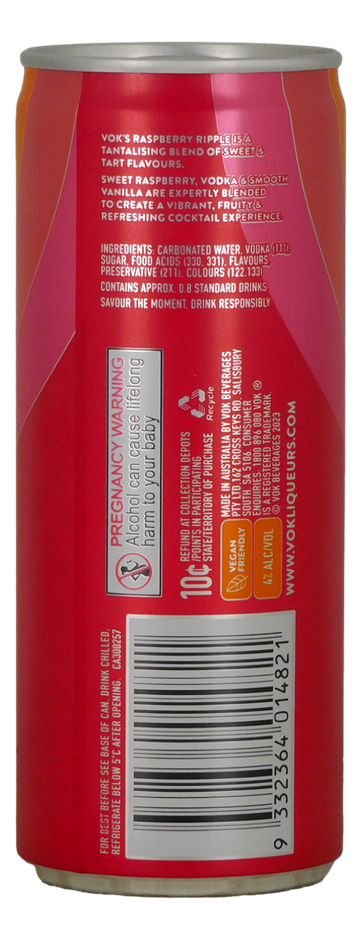 VOK'S RASPBERRY RIPPLE IS A
TANTALISING BLEND OF SWEET &
TART FLAVOURS.
SWEET RASPBERRY, VODKA & SMOOTH
VANILLA ARE EXPERTLY BLENDED
TO CREATE A VIBRANT, FRUITY &
REFRESHING COCKTAIL EXPERIENCE.
INGREDIENTS: CARBONATED WATER, VODKA (11%)
SUGAR, FOOD ACIDS (330, 331), FLAVOURS
PRESERVATIVE (211), COLOURS (122,133)
CONTAINS APPROX. 0.8 STANDARD DRINKS
SAVOUR THE MOMENT, DRINK RESPONSIBLY
PREGNANCY WARNING
Alcohol can cause lifelong
harm to your baby
10¢
REFUND AT COLLECTION DEPOTS
/POINTS IN PARTICIPATING
STATE/TERRITORY OF PURCHASE
Recycle
MADE IN AUSTRALIA BY VOK BEVERAGES
PTY LTD,162 CROSS KEYS RD, SALISBURY
SOUTH, SA 5106. CONSUMER
ENQUIRIES: 1800 896 080 VOK ®
IS A REGISTERED TRADEMARK.
© VOK BEVERAGES 2023
VEGAN
FRIENDLY
4% ALC/VOL
WWW.VOKLIQUEURS.COM
FOR BEST BEFORE SEE BASE OF CAN. DRINK CHILLED.
REFRIGERATE BELOW 5°C AFTER OPENING. CA300257
9 332364 014821